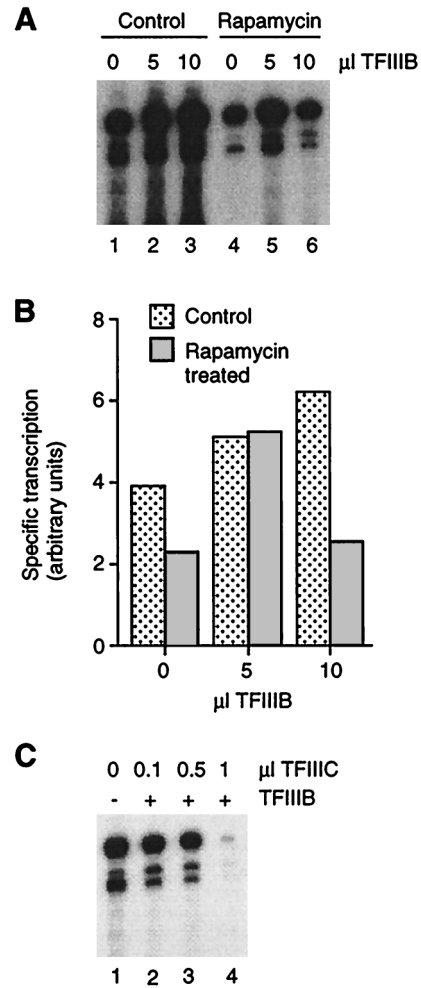 A
Control Rapamycin
0 5 10 0 5 10 µl TFIIIB
1 2 3 4 5 6
B
8
6
4
2
0
Specific transcription
(arbitrary units)
Control
Rapamycin
treated
0 5 10
µl TFIIIB
C
0 0.1 0.5 1 µl TFIIIC
- + + + TFIIIB
1 2 3 4